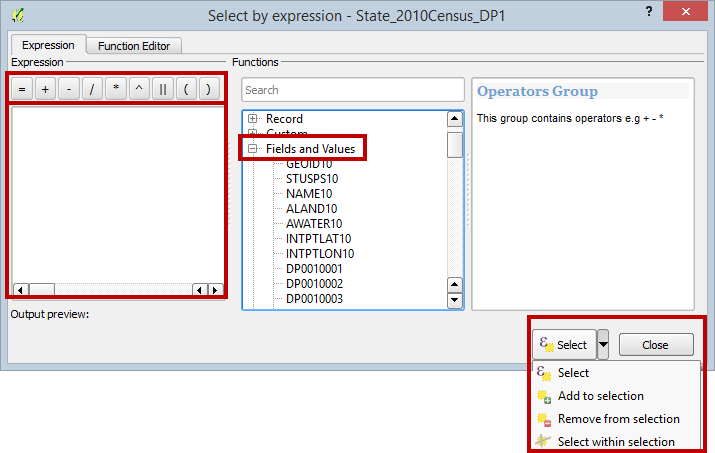 Select by expression - State_2010Census_DP1
? ×
Expression Function Editor
Expression
= + - / * ^ || ( )
Output preview:
Functions
Search
Record
Custom
Fields and Values
GEOID10
STUSPS10
NAME10
ALAND10
AWATER10
INTPTLAT10
INTPTLON10
DP0010001
DP0010002
DP0010003
Operators Group
This group contains operators e.g + - *
Select
Close
Select
Add to selection
Remove from selection
Select within selection